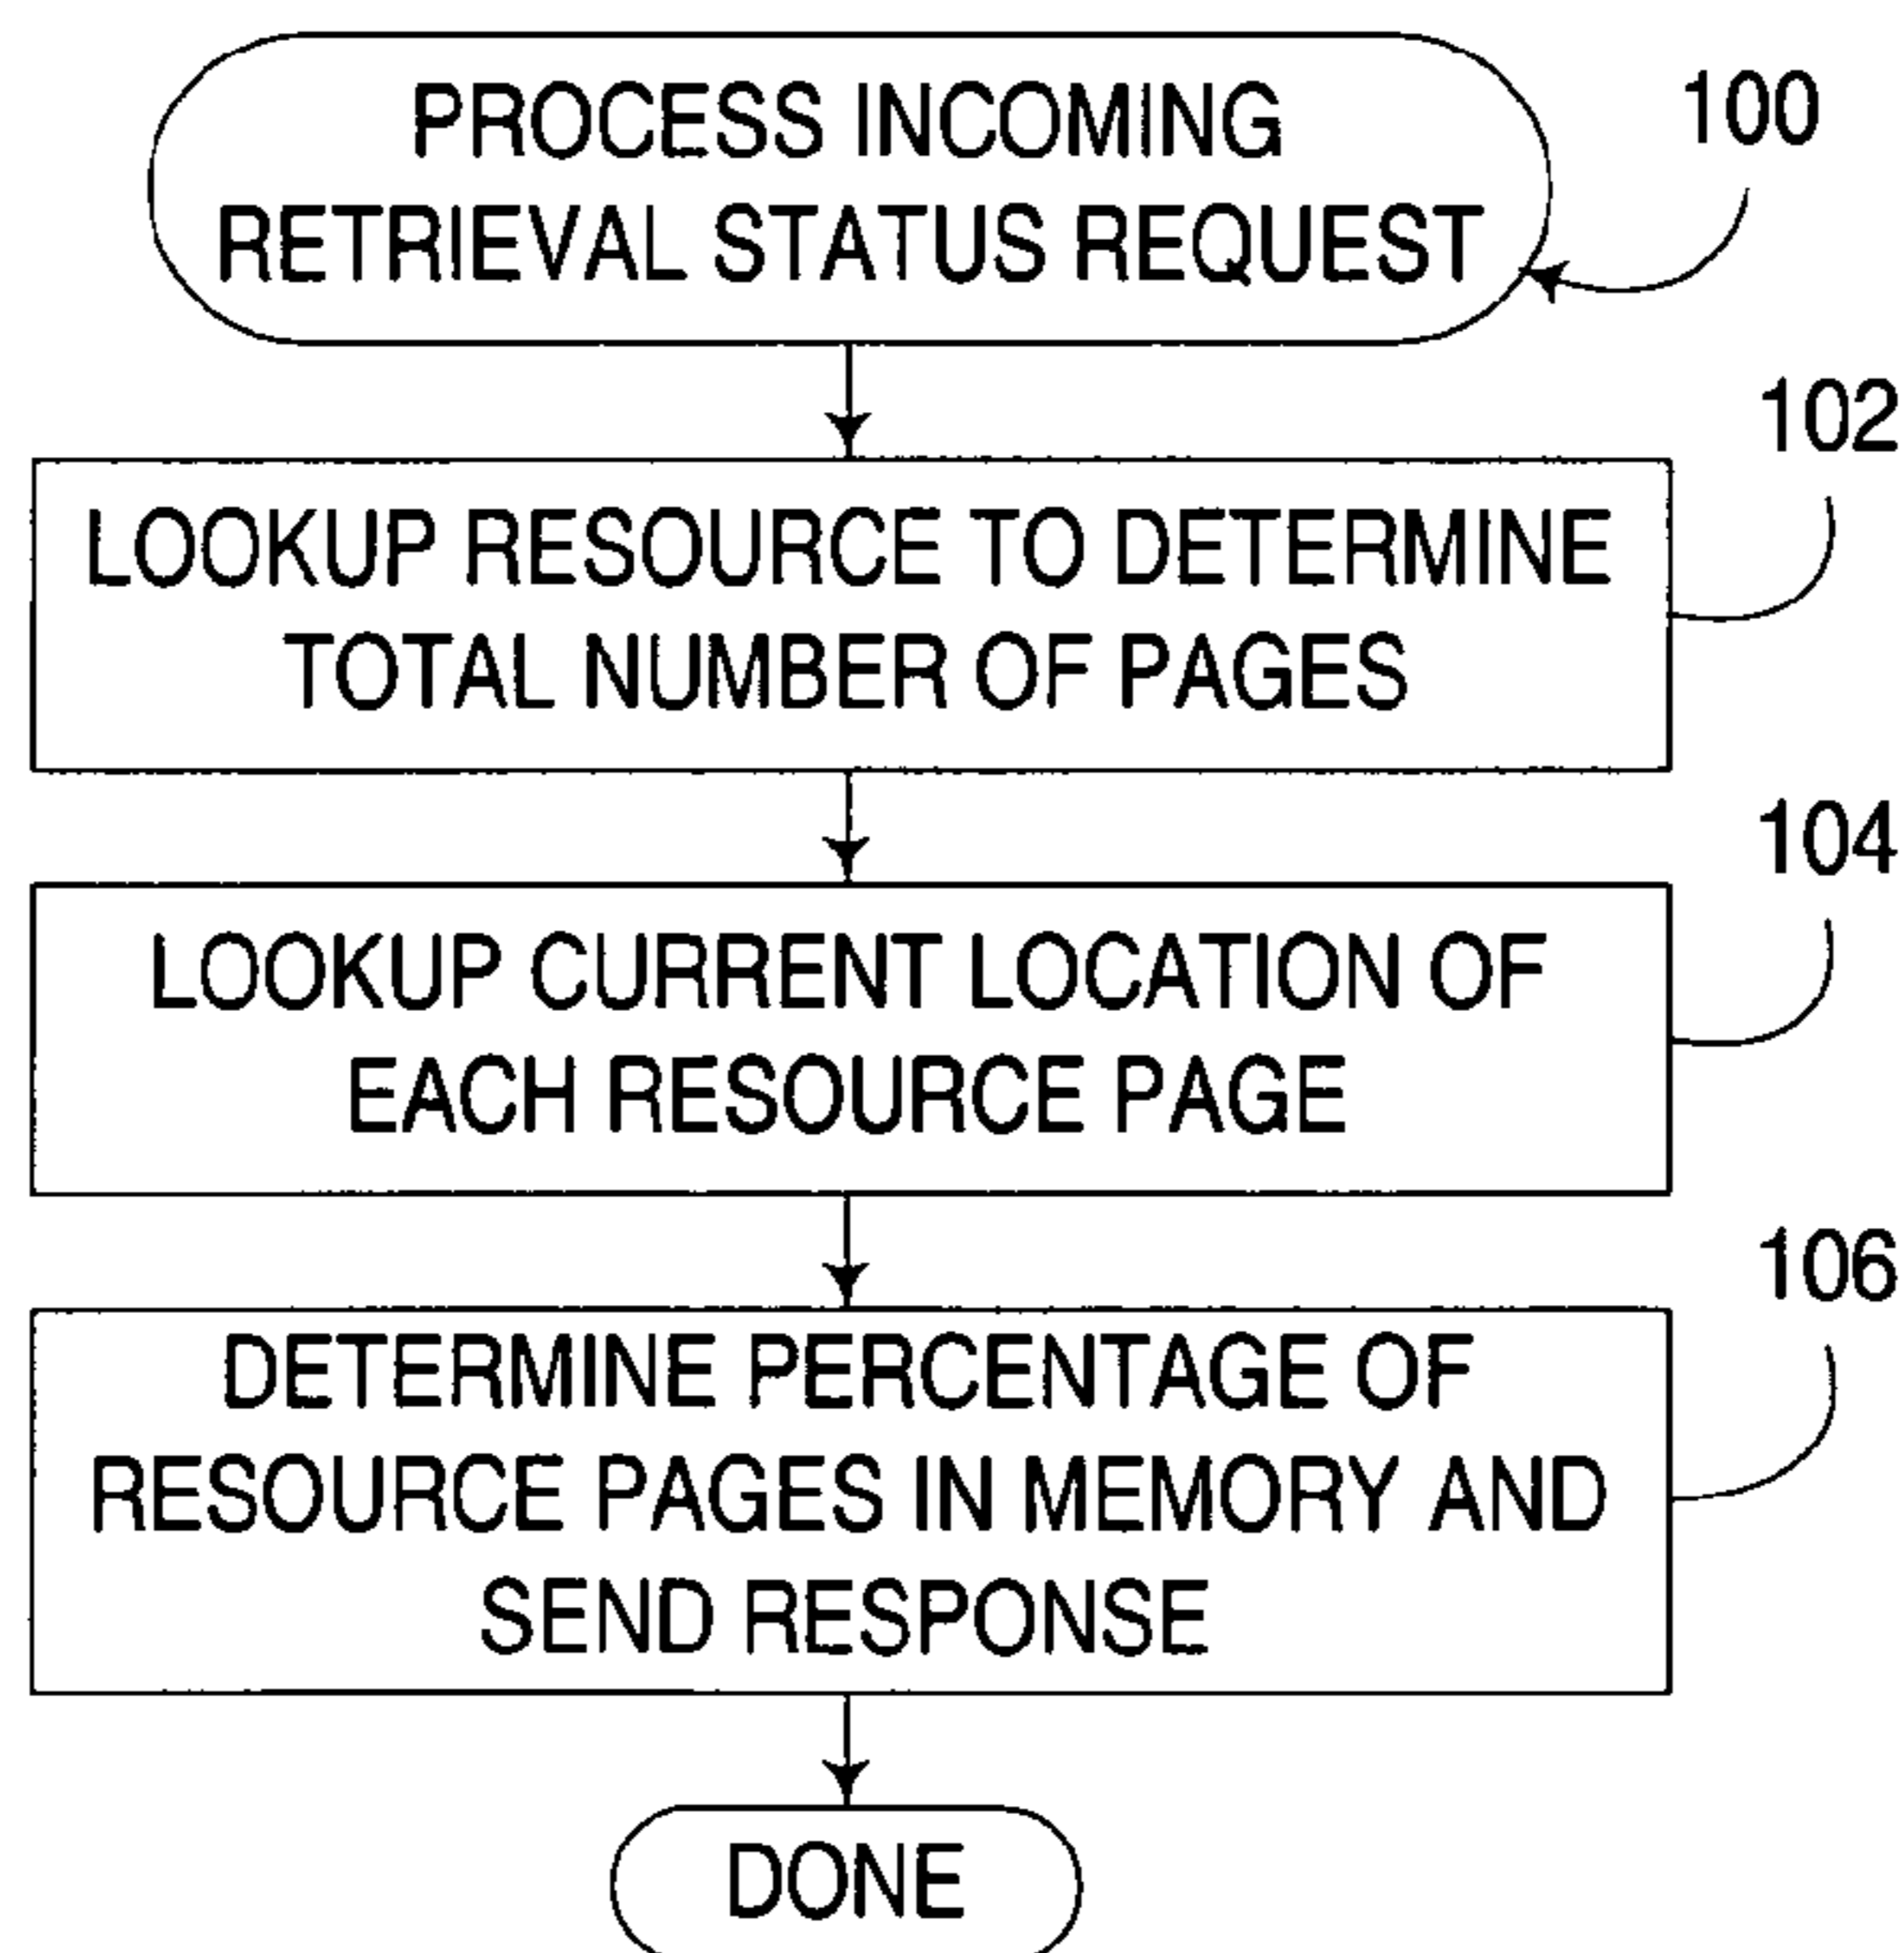 PROCESS INCOMING
RETRIEVAL STATUS REQUEST
100
102
LOOKUP RESOURCE TO DETERMINE
TOTAL NUMBER OF PAGES
104
LOOKUP CURRENT LOCATION OF
EACH RESOURCE PAGE
106
DETERMINE PERCENTAGE OF
RESOURCE PAGES IN MEMORY AND
SEND RESPONSE
DONE